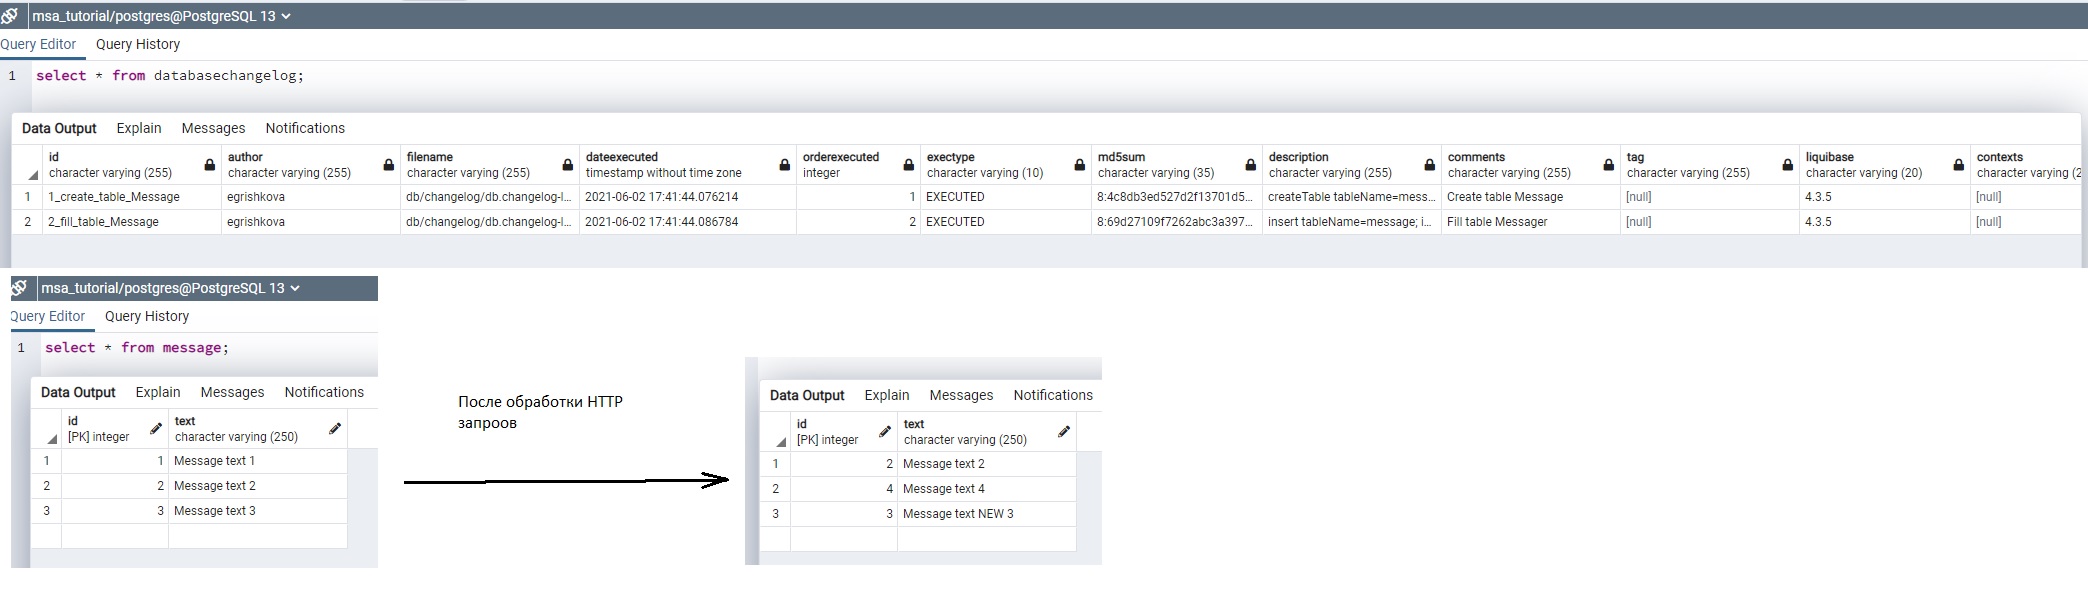 msa_tutorial/postgres@PostgreSQL 13
Query Editor Query History
1 select * from databasechangelog;
Data Output Explain Messages Notifications
id author filename dateexecuted orderexecuted exectype md5sum description comments tag liquibase contexts
character varying (255) character varying (255) character varying (255) timestamp without time zone integer character varying (10) character varying (35) character varying (255) character varying (255) character varying (255) character varying (20) character varying (2
1 1_create_table_Message egrishkova db/changelog/db.changelog-l... 2021-06-02 17:41:44.076214 1 EXECUTED 8:4c8db3ed527d2f13701d5... createTable tableName=mess... Create table Message [null] 4.3.5 [null]
2 2_fill_table_Message egrishkova db/changelog/db.changelog-l... 2021-06-02 17:41:44.086784 2 EXECUTED 8:69d27109f7262abc3a397... insert tableName=message; i... Fill table Messager [null] 4.3.5 [null]
msa_tutorial/postgres@PostgreSQL 13
Query Editor Query History
1 select * from message;
Data Output Explain Messages Notifications
id text
[PK] integer character varying (250)
1 1 Message text 1
2 2 Message text 2
3 3 Message text 3
После обработки HTTP
запроов
Data Output Explain Messages Notifications
id text
[PK] integer character varying (250)
1 2 Message text 2
2 4 Message text 4
3 3 Message text NEW 3